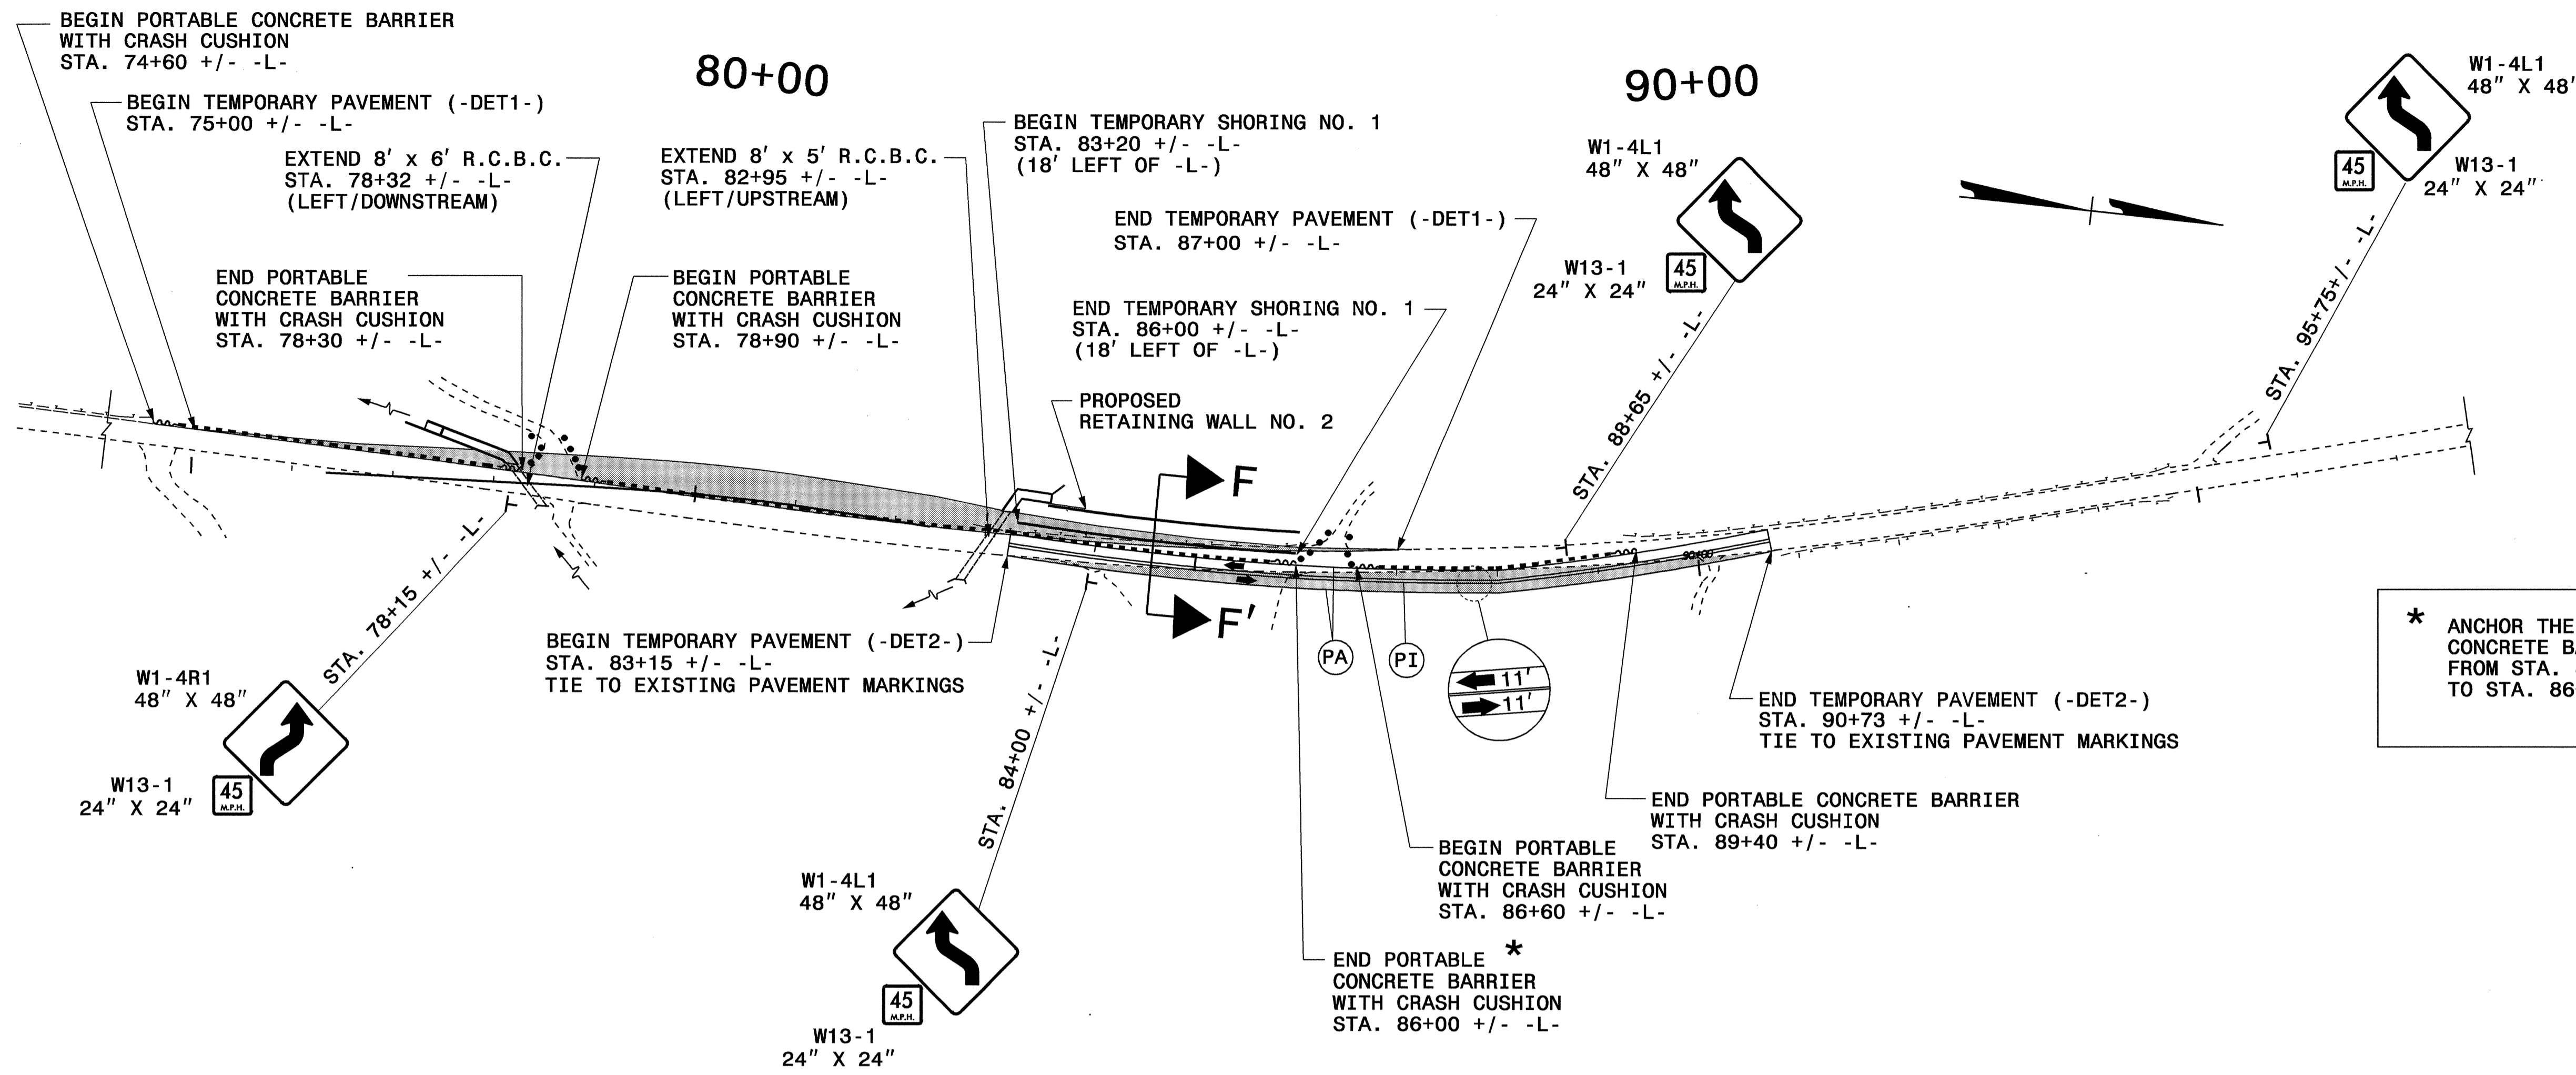 BEGIN PORTABLE CONCRETE BARRIER
WITH CRASH CUSHION
STA. 74+60 +/- -L-
BEGIN TEMPORARY PAVEMENT (-DET1-)
STA. 75+00 +/- -L-
EXTEND 8' x 6' R.C.B.C.
STA. 78+32 +/- -L-
(LEFT/DOWNSTREAM)
END PORTABLE
CONCRETE BARRIER
WITH CRASH CUSHION
STA. 78+30 +/- -L-
80+00
EXTEND 8' x 5' R.C.B.C.
STA. 82+95 +/- -L-
(LEFT/UPSTREAM)
BEGIN PORTABLE
CONCRETE BARRIER
WITH CRASH CUSHION
STA. 78+90 +/- -L-
BEGIN TEMPORARY SHORING NO. 1
STA. 83+20 +/- -L-
(18' LEFT OF -L-)
END TEMPORARY PAVEMENT (-DET1-)
STA. 87+00 +/- -L-
END TEMPORARY SHORING NO. 1
STA. 86+00 +/- -L-
(18' LEFT OF -L-)
PROPOSED
RETAINING WALL NO. 2
90+00
W1-4L1
48" X 48"
W13-1
24" X 24"
45
M.P.H.
STA. 88+65 +/- -L-
W1-4L1
48" X 48"
45
M.P.H.
W13-1
24" X 24"
STA. 95+75+/- -L-
F
F'
90+00
STA. 78+15 +/- -L-
W1-4R1
48" X 48"
W13-1
24" X 24"
45
M.P.H.
BEGIN TEMPORARY PAVEMENT (-DET2-)
STA. 83+15 +/- -L-
TIE TO EXISTING PAVEMENT MARKINGS
STA. 84+00 +/- -L-
W1-4L1
48" X 48"
45
M.P.H.
W13-1
24" X 24"
PA
PI
11'
11'
END TEMPORARY PAVEMENT (-DET2-)
STA. 90+73 +/- -L-
TIE TO EXISTING PAVEMENT MARKINGS
END PORTABLE CONCRETE BARRIER
WITH CRASH CUSHION
STA. 89+40 +/- -L-
BEGIN PORTABLE
CONCRETE BARRIER
WITH CRASH CUSHION
STA. 86+60 +/- -L-
END PORTABLE *
CONCRETE BARRIER
WITH CRASH CUSHION
STA. 86+00 +/- -L-
* ANCHOR THE
CONCRETE
FROM STA.
TO STA. 86